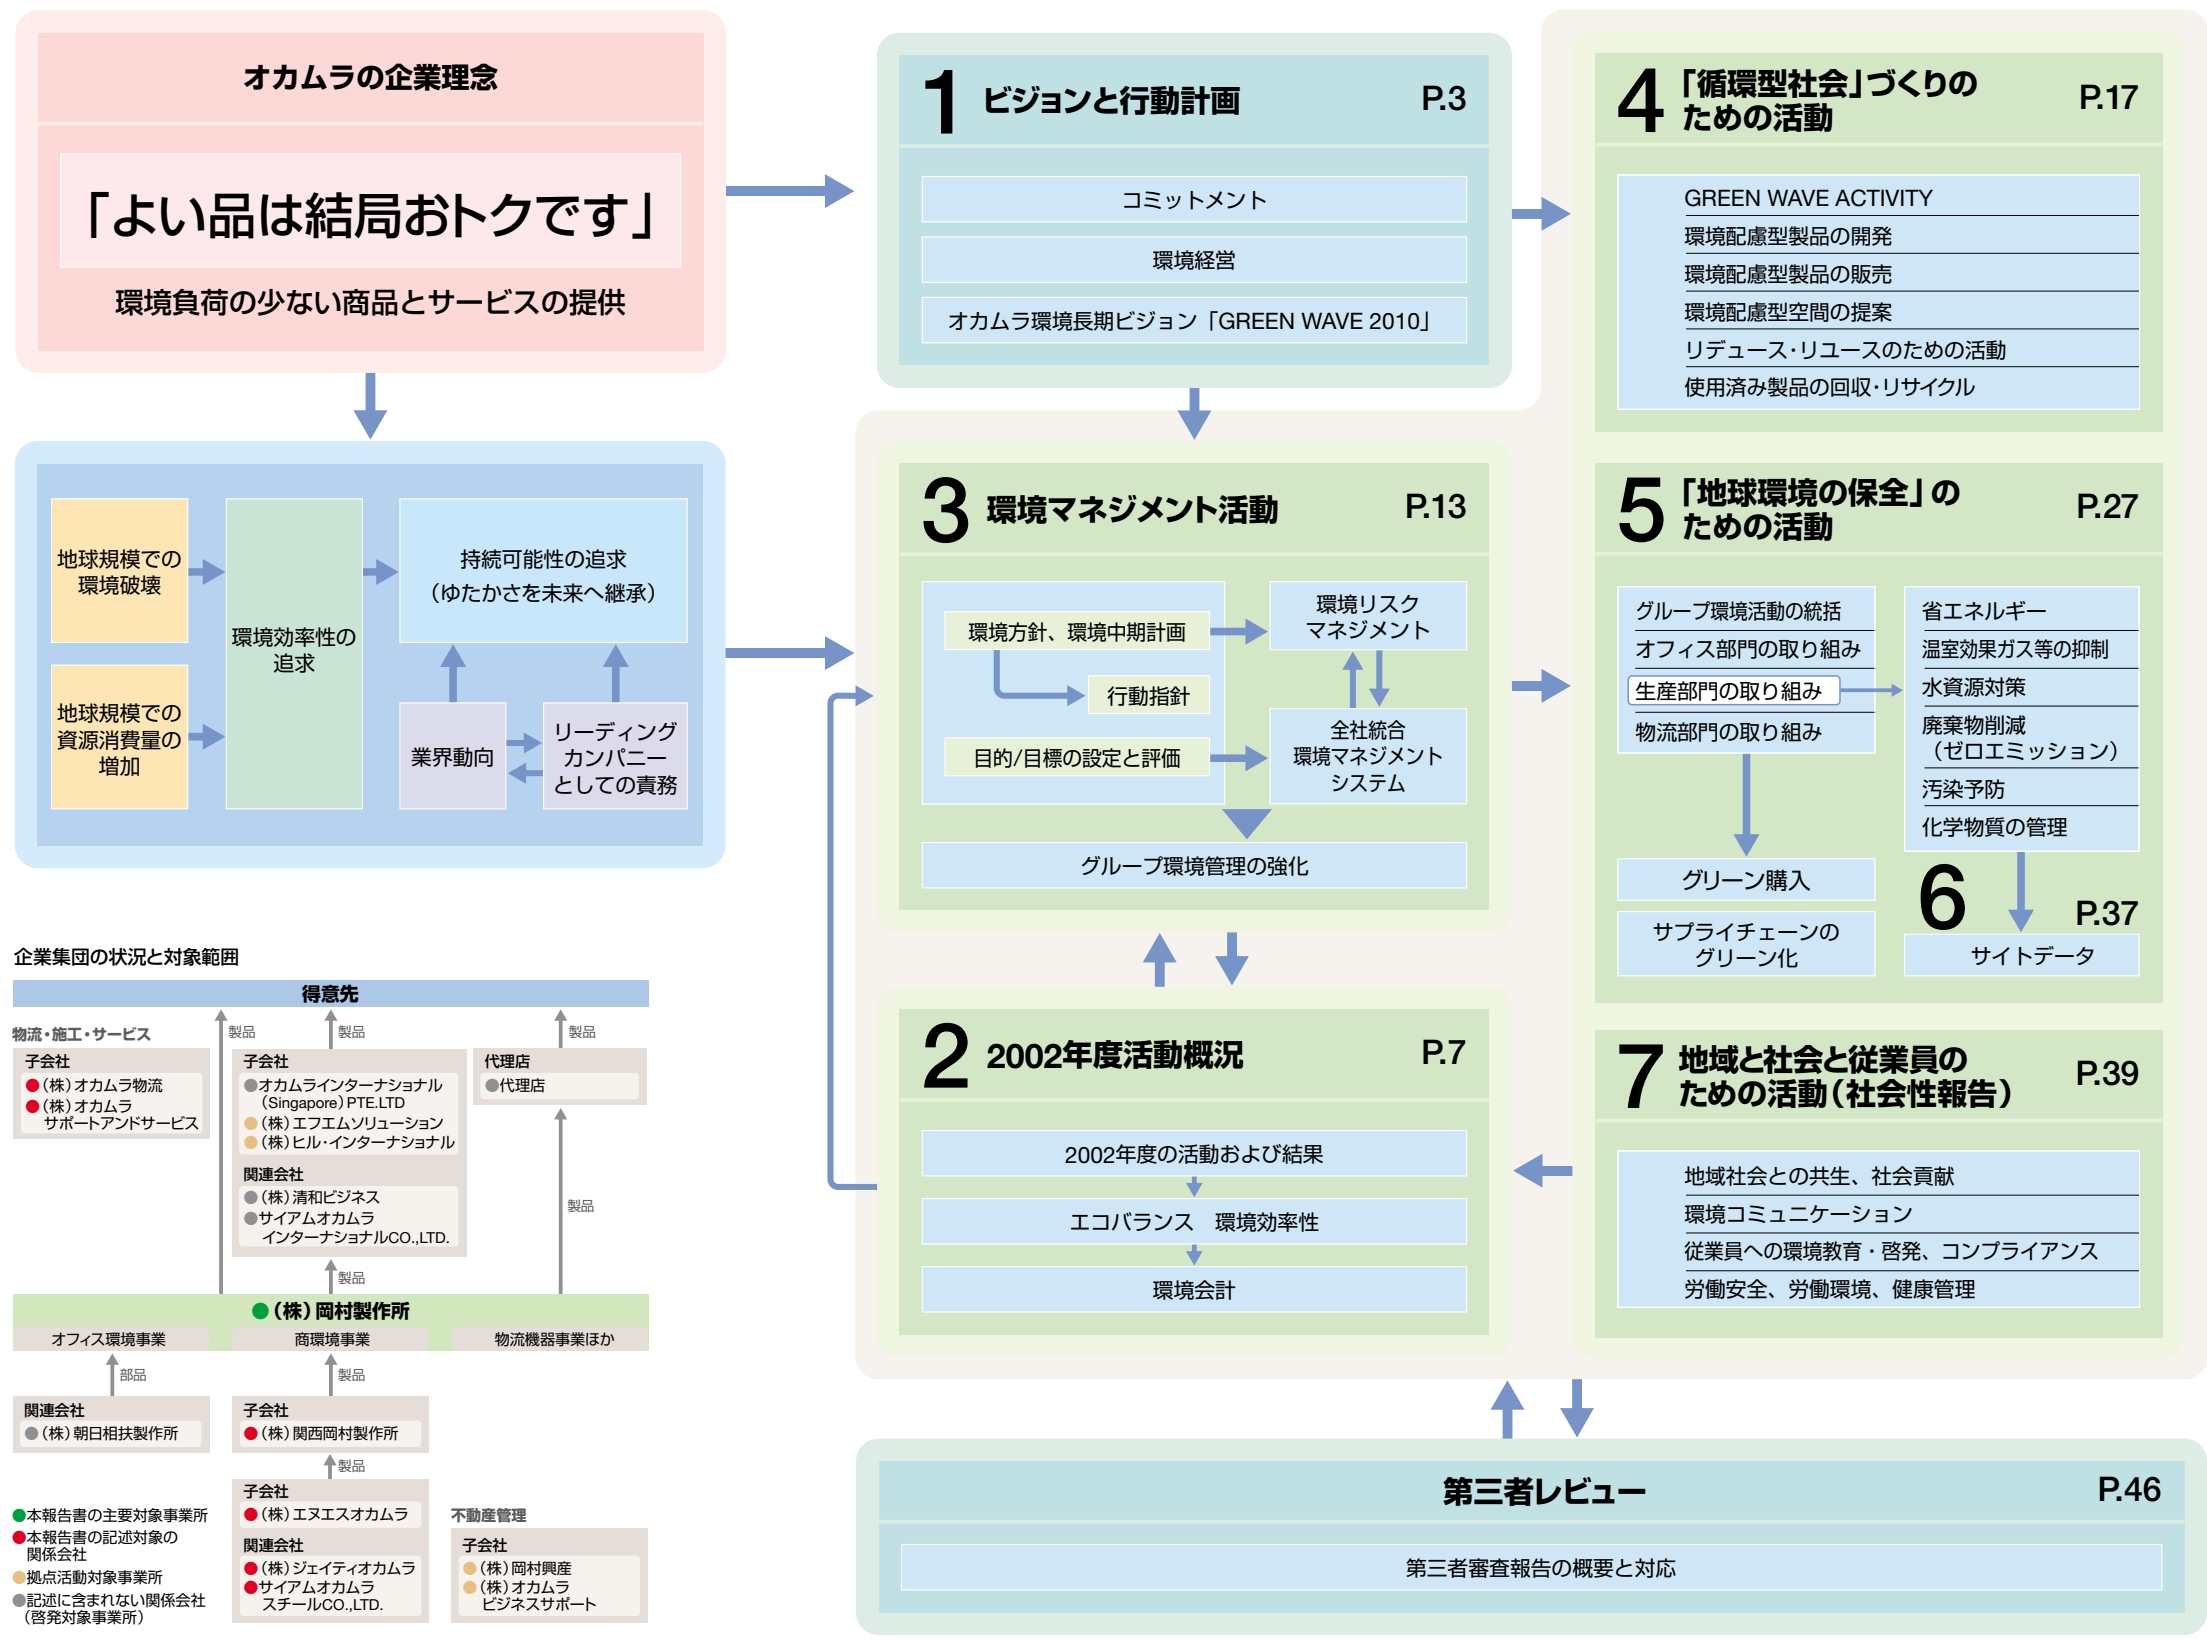 オカムラの企業理念
「よい品は結局おトクです」
環境負荷の少ない商品とサービスの提供
地球規模での
環境破壊
地球規模での
資源消費量の
増加
環境効率性の
追求
持続可能性の追求
（ゆたかさを未来へ継承）
業界動向
リーディング
カンパニー
としての責務
1 ビジョンと行動計画 P.3
コミットメント
環境経営
オカムラ環境長期ビジョン「GREEN WAVE 2010」
3 環境マネジメント活動 P.13
環境方針、環境中期計画
行動指針
目的/目標の設定と評価
環境リスク
マネジメント
全社統合
環境マネジメント
システム
グループ環境管理の強化
2 2002年度活動概況 P.7
2002年度の活動および結果
エコバランス　環境効率性
環境会計
4 「循環型社会」づくりの
ための活動 P.17
GREEN WAVE ACTIVITY
環境配慮型製品の開発
環境配慮型製品の販売
環境配慮型空間の提案
リデュース・リユースのための活動
使用済み製品の回収・リサイクル
5 「地球環境の保全」の
ための活動 P.27
グループ環境活動の統括
オフィス部門の取り組み
生産部門の取り組み
物流部門の取り組み
グリーン購入
サプライチェーンの
グリーン化
省エネルギー
温室効果ガス等の抑制
水資源対策
廃棄物削減
（ゼロエミッション）
汚染予防
化学物質の管理
6 P.37
サイトデータ
7 地域と社会と従業員の
ための活動（社会性報告） P.39
地域社会との共生、社会貢献
環境コミュニケーション
従業員への環境教育・啓発、コンプライアンス
労働安全、労働環境、健康管理
第三者レビュー P.46
第三者審査報告の概要と対応
企業集団の状況と対象範囲
得意先
物流・施工・サービス
製品
製品
製品
子会社
●（株）オカムラ物流
●（株）オカムラ
サポートアンドサービス
子会社
●オカムラインターナショナル
（Singapore）PTE.LTD
●（株）エフエムソリューション
●（株）ヒル・インターナショナル
関連会社
●（株）清和ビジネス
●サイアムオカムラ
インターナショナルCO.,LTD.
代理店
●代理店
製品
製品
●（株）岡村製作所
オフィス環境事業
商環境事業
物流機器事業ほか
部品
製品
関連会社
●（株）朝日相扶製作所
子会社
●（株）関西岡村製作所
製品
子会社
●（株）エヌエスオカムラ
関連会社
●（株）ジェイティオカムラ
●サイアムオカムラ
スチールCO.,LTD.
不動産管理
子会社
●（株）岡村興産
●（株）オカムラ
ビジネスサポート
●本報告書の主要対象事業所
●本報告書の記述対象の
関係会社
●拠点活動対象事業所
●記述に含まれない関係会社
（啓発対象事業所）